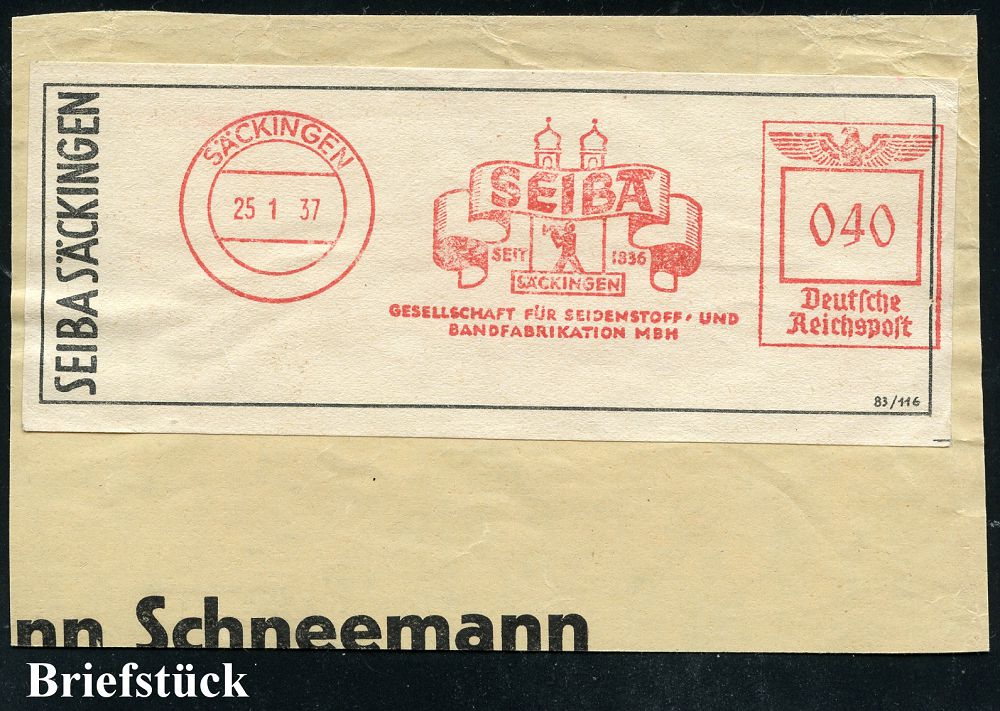 SEIBA SÄCKINGEN
SÄCKINGEN
25 1 37
SEIBA
SEIT 1836
SÄCKINGEN
GESELLSCHAFT FÜR SEIDENSTOFF- UND
BANDFABRIKATION MBH
040
Deutsche
Reichspost
83/116
nn Schneemann
Briefstück